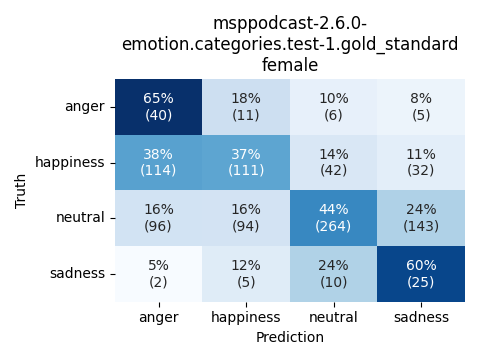 msppodcast-2.6.0-
emotion.categories.test-1.gold_standard
female
Truth
anger
65% 18% 10% 8%
(40) (11) (6) (5)
happiness
38% 37% 14% 11%
(114) (111) (42) (32)
neutral
16% 16% 44% 24%
(96) (94) (264) (143)
sadness
5% 12% 24% 60%
(2) (5) (10) (25)
anger happiness neutral sadness
Prediction